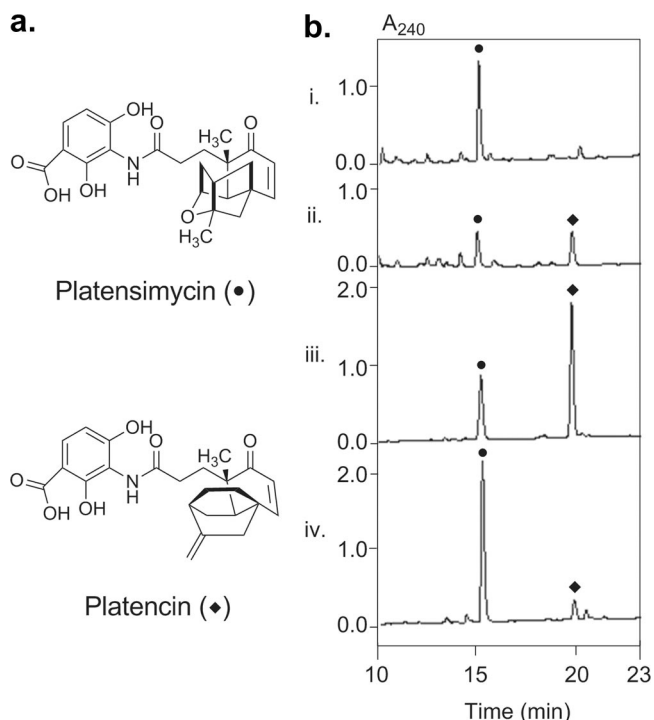 a.
OH
O
O
H₃C
O
N
H
O
OH
OH
O
H₃C
Platensimycin (●)
OH
O
O
H₃C
O
N
H
O
OH
OH
Platencin (◆)
b.
A₂₄₀
●
i.
1.0
0.0
ii.
1.0
● ◆
0.0
iii.
2.0
◆
●
1.0
0.0
iv.
●
2.0
1.0
◆
0.0
10 15 20 23
Time (min)